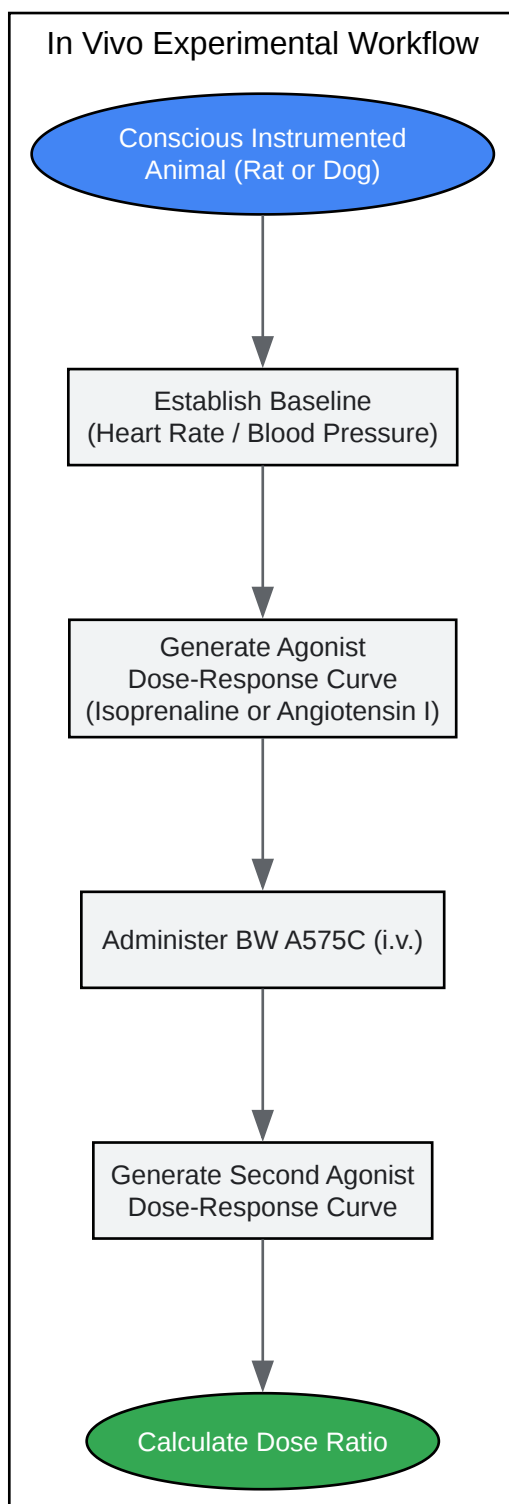 In Vivo Experimental Workflow
Conscious Instrumented
Animal (Rat or Dog)
Establish Baseline
(Heart Rate / Blood Pressure)
Generate Agonist
Dose-Response Curve
(Isoprenaline or Angiotensin I)
Administer BW A575C (i.v.)
Generate Second Agonist
Dose-Response Curve
Calculate Dose Ratio